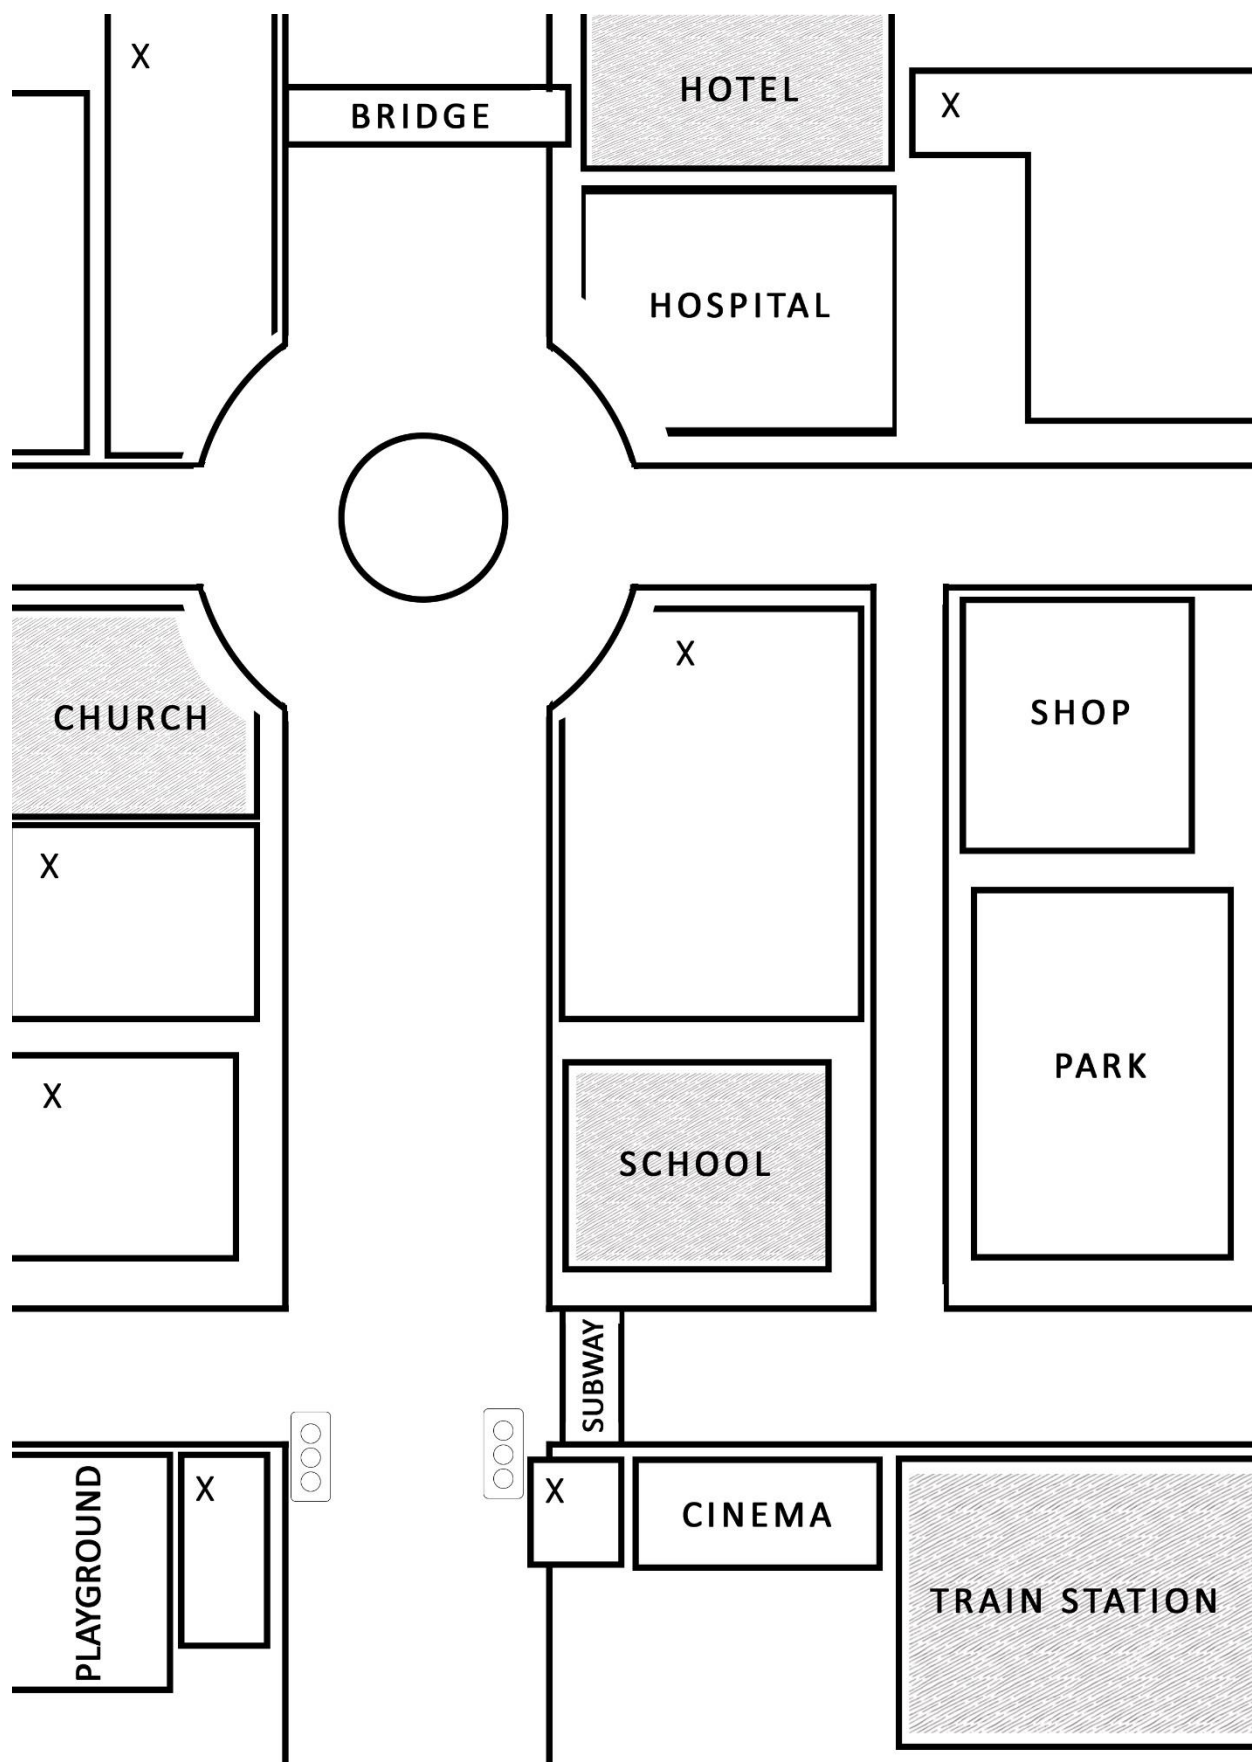 X
HOTEL
X
BRIDGE
HOSPITAL
X
SHOP
CHURCH
X
PARK
X
SCHOOL
SUBWAY
PLAYGROUND
X
X
CINEMA
TRAIN STATION